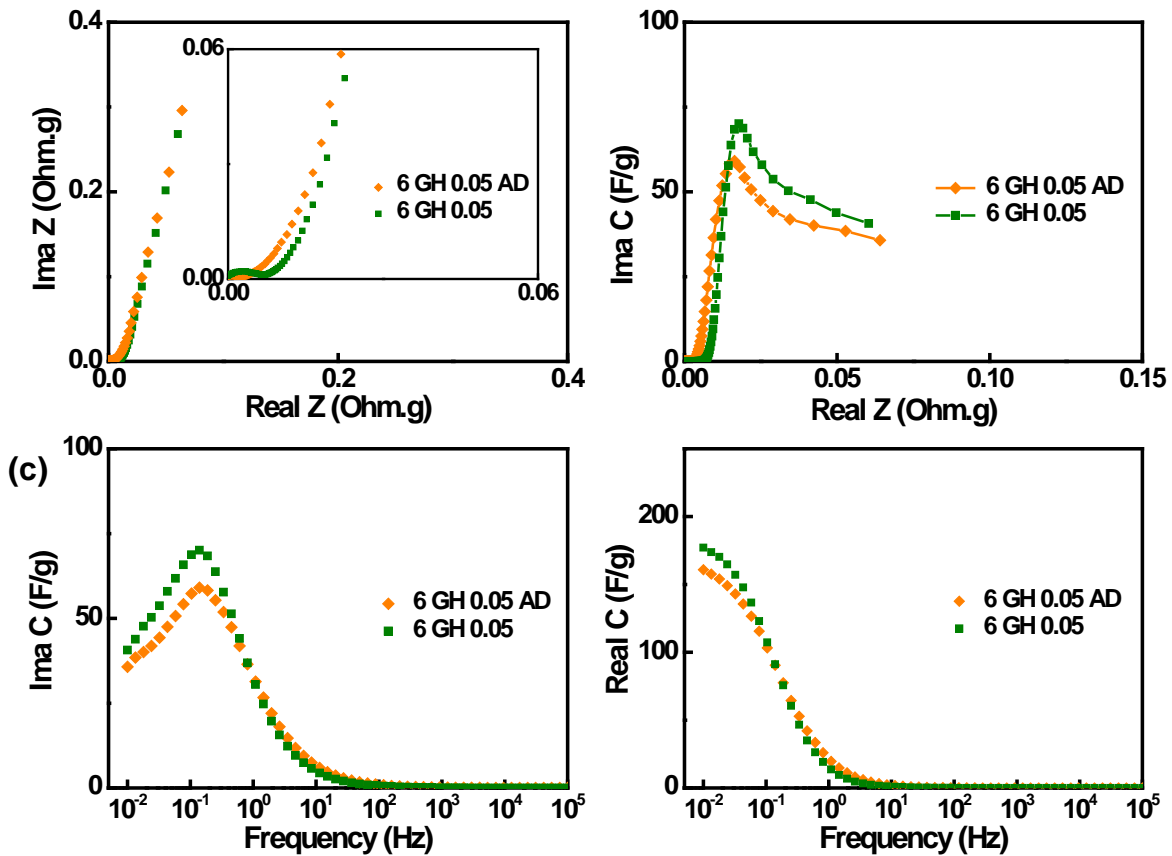 0.4
0.2
0.0
Ima Z (Ohm.g)
0.0
0.2
0.4
Real Z (Ohm.g)
0.06
0.00
0.00
0.06
6 GH 0.05 AD
6 GH 0.05
100
50
0
Ima C (F/g)
0.00
0.05
0.10
0.15
Real Z (Ohm.g)
6 GH 0.05 AD
6 GH 0.05
(c)
100
50
0
Ima C (F/g)
10⁻² 10⁻¹ 10⁰ 10¹ 10² 10³ 10⁴ 10⁵
Frequency (Hz)
6 GH 0.05 AD
6 GH 0.05
200
100
0
Real C (F/g)
10⁻² 10⁻¹ 10⁰ 10¹ 10² 10³ 10⁴ 10⁵
Frequency (Hz)
6 GH 0.05 AD
6 GH 0.05